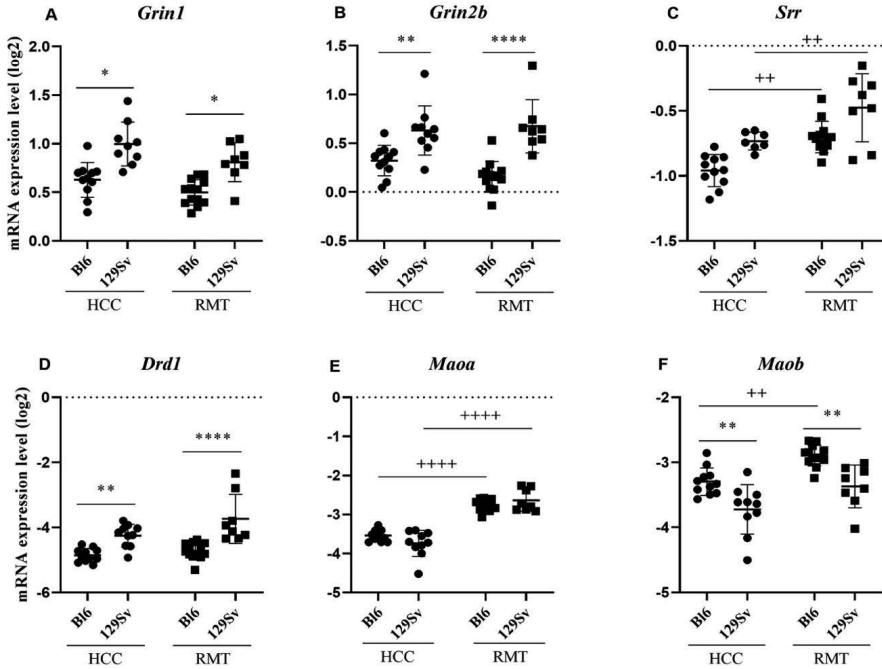 A Grin1
B Grin2b
C Srr
mRNA expression level (log2)
2.0
1.5
1.0
0.5
0.0
* *
1.5
1.0
0.5
0.0
-0.5
** ****
0.0
-0.5
-1.0
-1.5
++ ++
Bl6 129Sv Bl6 129Sv
HCC RMT
Bl6 129Sv Bl6 129Sv
HCC RMT
Bl6 129Sv Bl6 129Sv
HCC RMT
D Drd1
E Maoa
F Maob
mRNA expression level (log2)
0
-2
-4
-6
** ****
0
-1
-2
-3
-4
-5
++++ ++++
-2
-3
-4
-5
++
** **
Bl6 129Sv Bl6 129Sv
HCC RMT
Bl6 129Sv Bl6 129Sv
HCC RMT
Bl6 129Sv Bl6 129Sv
HCC RMT